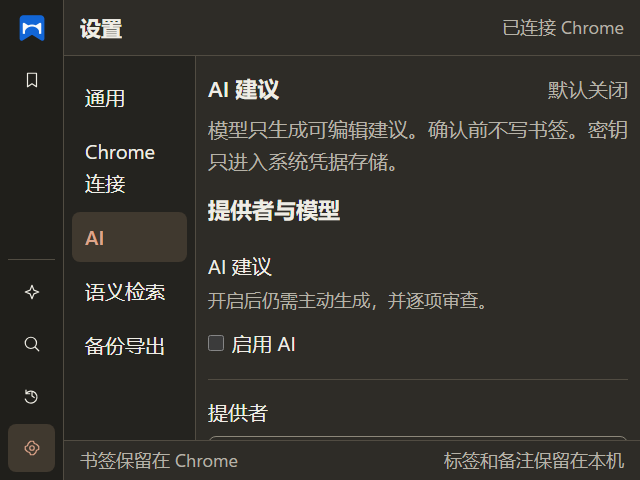 设置
已连接 Chrome
通用
Chrome
连接
AI
语义检索
备份导出
AI 建议
默认关闭
模型只生成可编辑建议。确认前不写书签。密钥
只进入系统凭据存储。
提供者与模型
AI 建议
开启后仍需主动生成，并逐项审查。
启用 AI
提供者
书签保留在 Chrome
标签和备注保留在本机